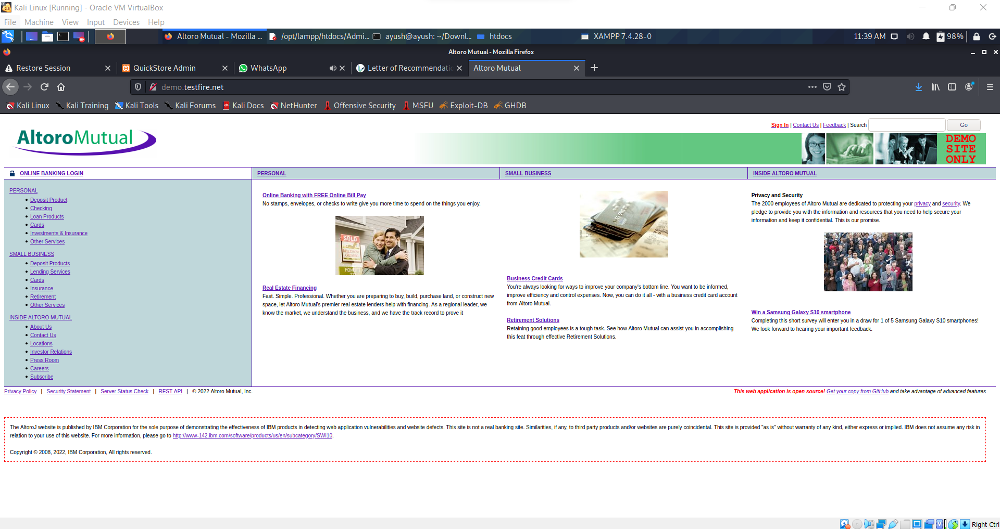 Kali Linux [Running] - Oracle VM VirtualBox
File Machine View Input Devices Help
Altoro Mutual - Mozilla ... /opt/lampp/htdocs/Admi... ayush@ayush: ~/Downl... htdocs XAMPP 7.4.28-0 11:39 AM 98%
Altoro Mutual - Mozilla Firefox
Restore Session QuickStore Admin WhatsApp Letter of Recommendati Altoro Mutual
demo.testfire.net
Kali Linux Kali Training Kali Tools Kali Forums Kali Docs NetHunter Offensive Security MSFU Exploit-DB GHDB
Sign In | Contact Us | Feedback | Search Go
AltoroMutual
DEMO
SITE
ONLY
ONLINE BANKING LOGIN PERSONAL SMALL BUSINESS INSIDE ALTORO MUTUAL
PERSONAL
Deposit Product
Checking
Loan Products
Cards
Investments & Insurance
Other Services
SMALL BUSINESS
Deposit Products
Lending Services
Cards
Insurance
Retirement
Other Services
INSIDE ALTORO MUTUAL
About Us
Contact Us
Locations
Investor Relations
Press Room
Careers
Subscribe
Online Banking with FREE Online Bill Pay
No stamps, envelopes, or checks to write give you more time to spend on the things you enjoy.
SOLD
Real Estate Financing
Fast. Simple. Professional. Whether you are preparing to buy, build, purchase land, or construct new
space, let Altoro Mutual's premier real estate lenders help with financing. As a regional leader, we
know the market, we understand the business, and we have the track record to prove it
Business Credit Cards
You're always looking for ways to improve your company's bottom line. You want to be informed,
improve efficiency and control expenses. Now, you can do it all - with a business credit card account
from Altoro Mutual.
Retirement Solutions
Retaining good employees is a tough task. See how Altoro Mutual can assist you in accomplishing
this feat through effective Retirement Solutions.
Privacy and Security
The 2000 employees of Altoro Mutual are dedicated to protecting your privacy and security. We
pledge to provide you with the information and resources that you need to help secure your
information and keep it confidential. This is our promise.
Win a Samsung Galaxy S10 smartphone
Completing this short survey will enter you in a draw for 1 of 5 Samsung Galaxy S10 smartphones!
We look forward to hearing your important feedback.
Privacy Policy | Security Statement | Server Status Check | REST API | © 2022 Altoro Mutual, Inc.
This web application is open source! Get your copy from GitHub and take advantage of advanced features
The AltoroJ website is published by IBM Corporation for the sole purpose of demonstrating the effectiveness of IBM products in detecting web application vulnerabilities and website defects. This site is not a real banking site. Similarities, if any, to third party products and/or websites are purely coincidental. This site is provided "as is" without warranty of any kind, either express or implied. IBM does not assume any risk in
relation to your use of this website. For more information, please go to http://www-142.ibm.com/software/products/us/en/subcategory/SWI10.
Copyright © 2008, 2022, IBM Corporation, All rights reserved.
Right Ctrl